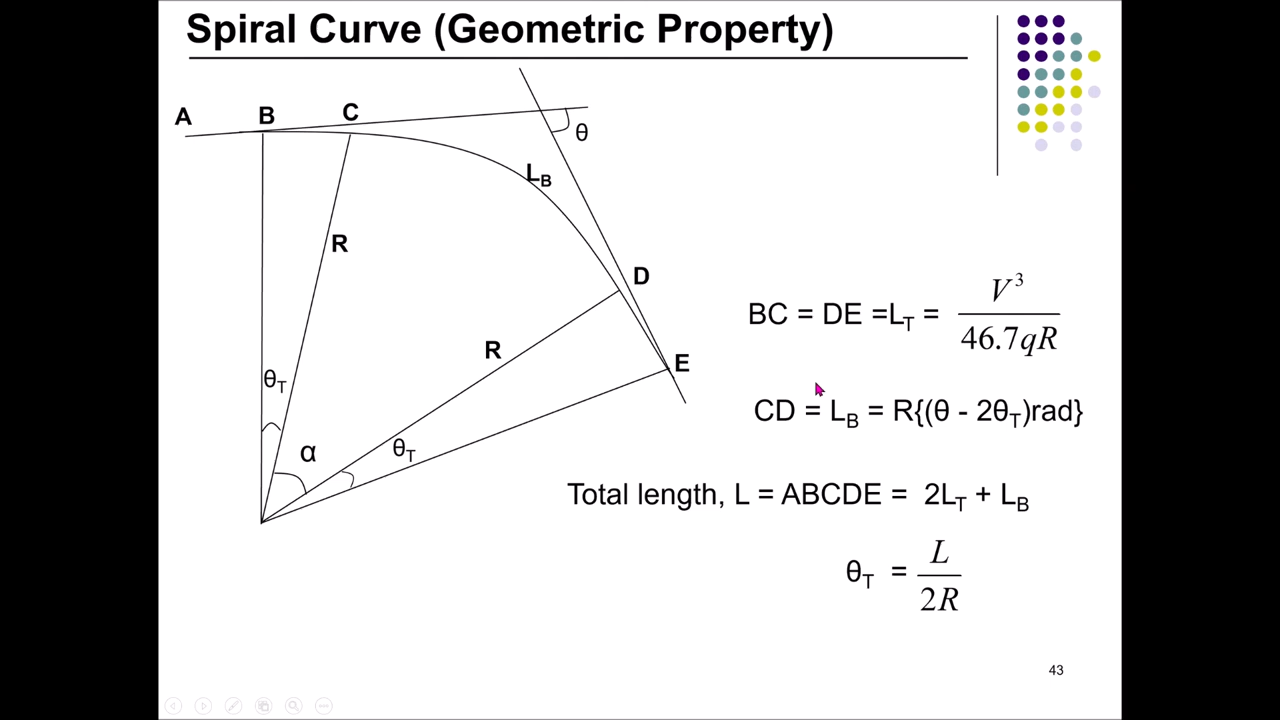 Spiral Curve (Geometric Property)
A B C
θ
L_B
R
D
BC = DE =L_T = V^3 / 46.7qR
R
E
θ_T
CD = L_B = R{(θ - 2θ_T)rad}
α
θ_T
Total length, L = ABCDE = 2L_T + L_B
θ_T = L / 2R
43